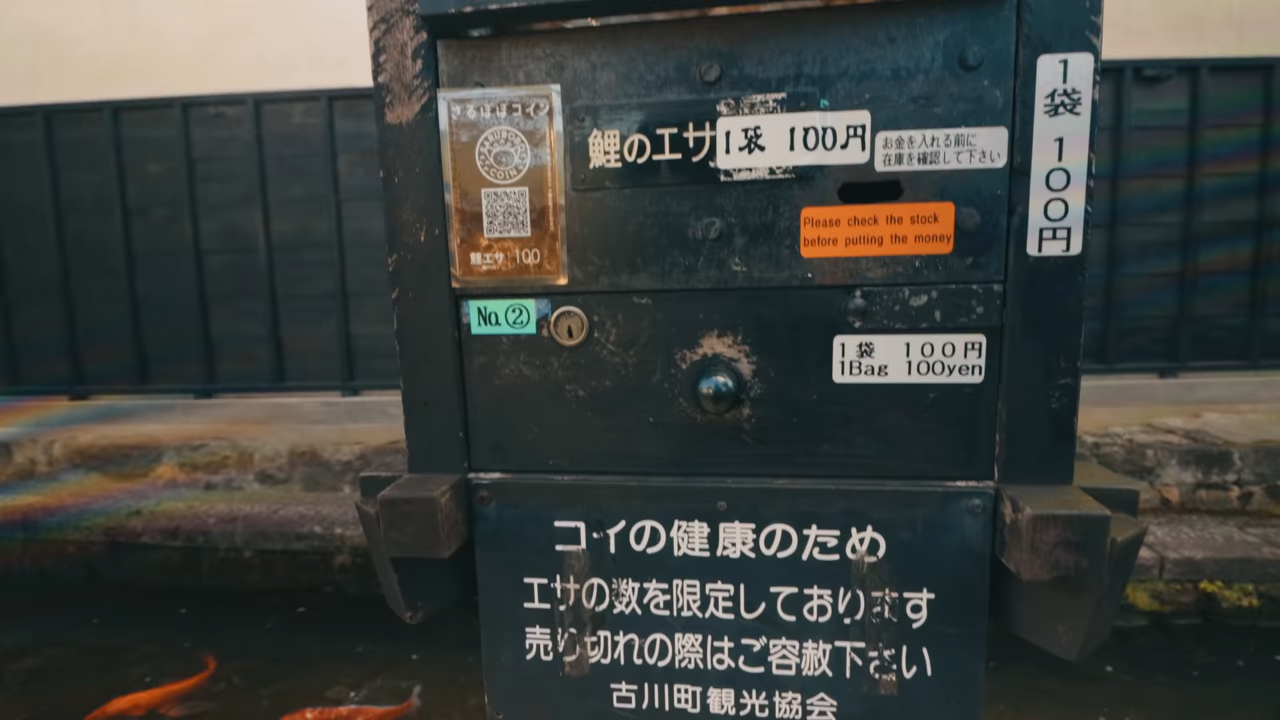 さるぼぼコイン
SARUBOBO COIN
鯉エサ 100
鯉のエサ
1袋 100円
お金を入れる前に
在庫を確認して下さい
Please check the stock
before putting the money
1袋 100円
No.②
1袋 100円
1Bag 100yen
コイの健康のため
エサの数を限定しております
売り切れの際はご容赦下さい
古川町観光協会